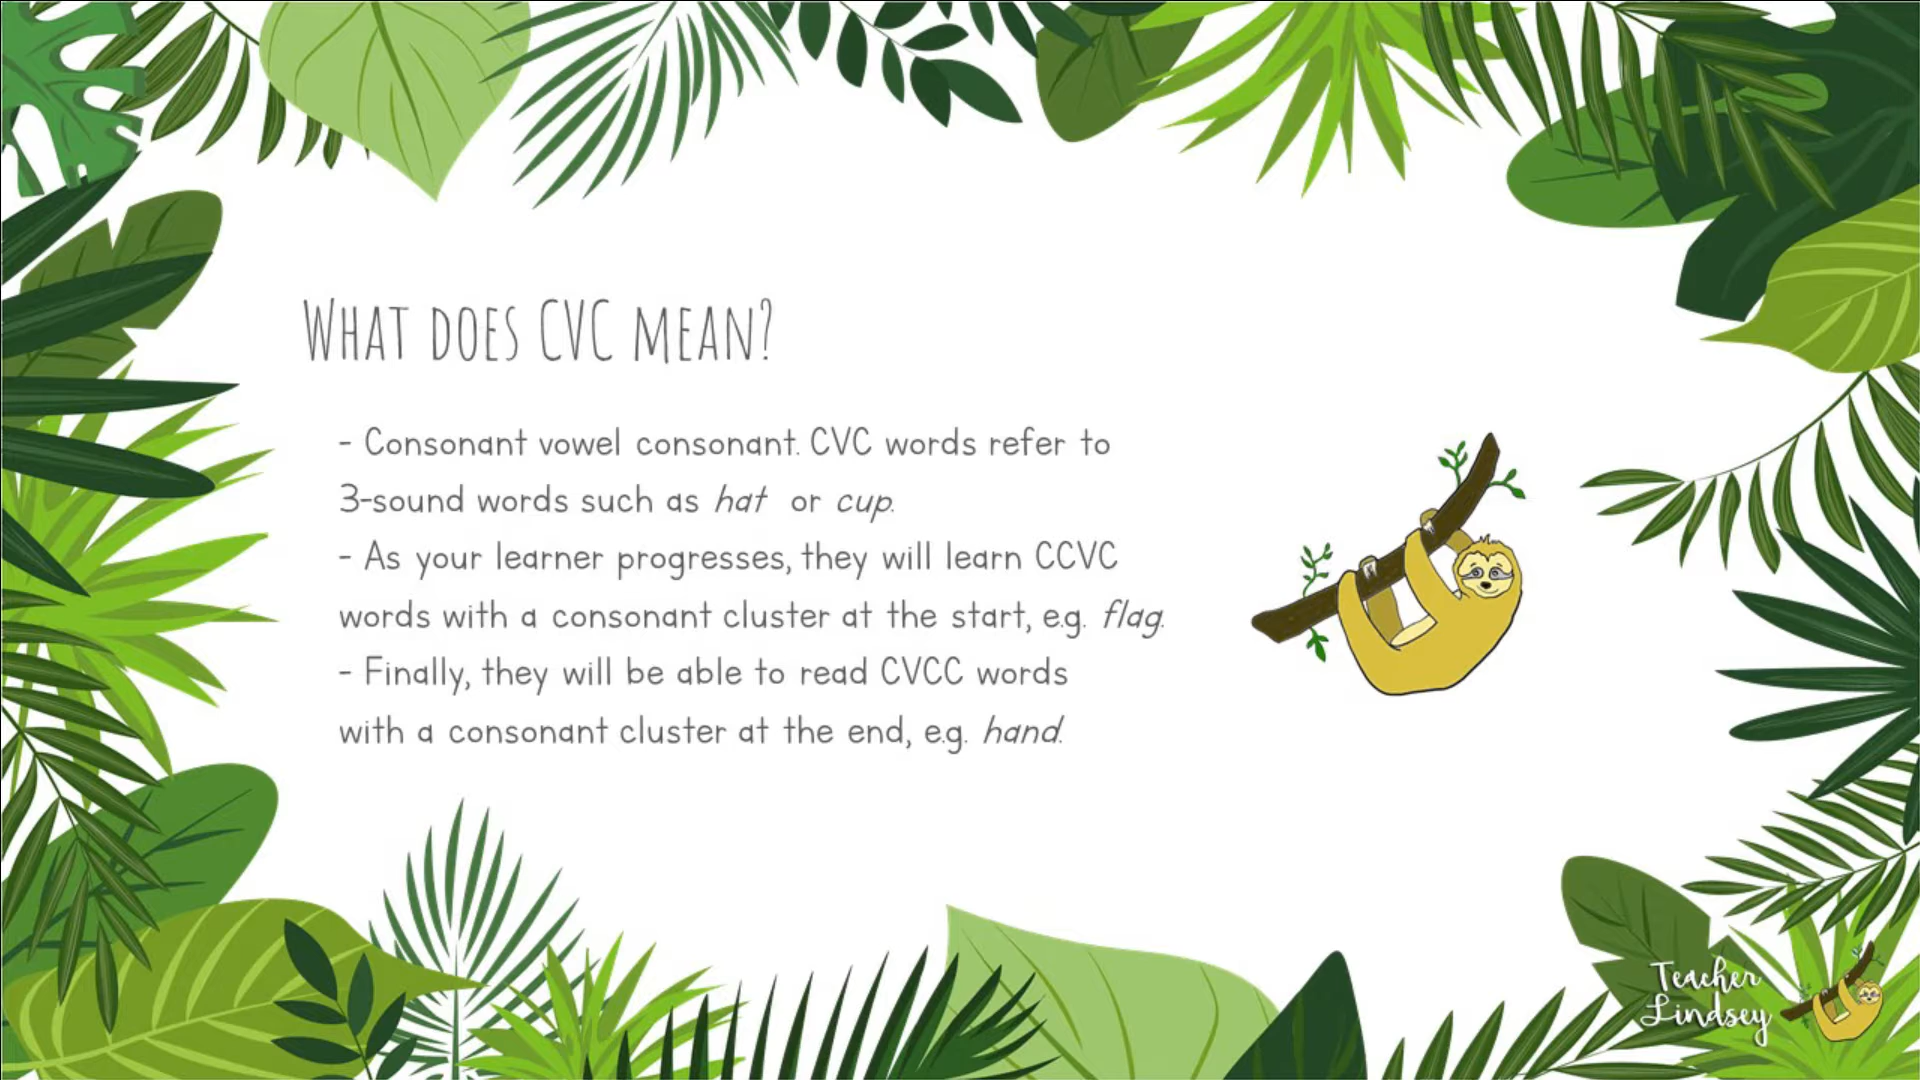 What does CVC mean?
- Consonant vowel consonant. CVC words refer to
3-sound words such as hat or cup.
- As your learner progresses, they will learn CCVC
words with a consonant cluster at the start, e.g. flag.
- Finally, they will be able to read CVCC words
with a consonant cluster at the end, e.g. hand.
Teacher
Lindsey